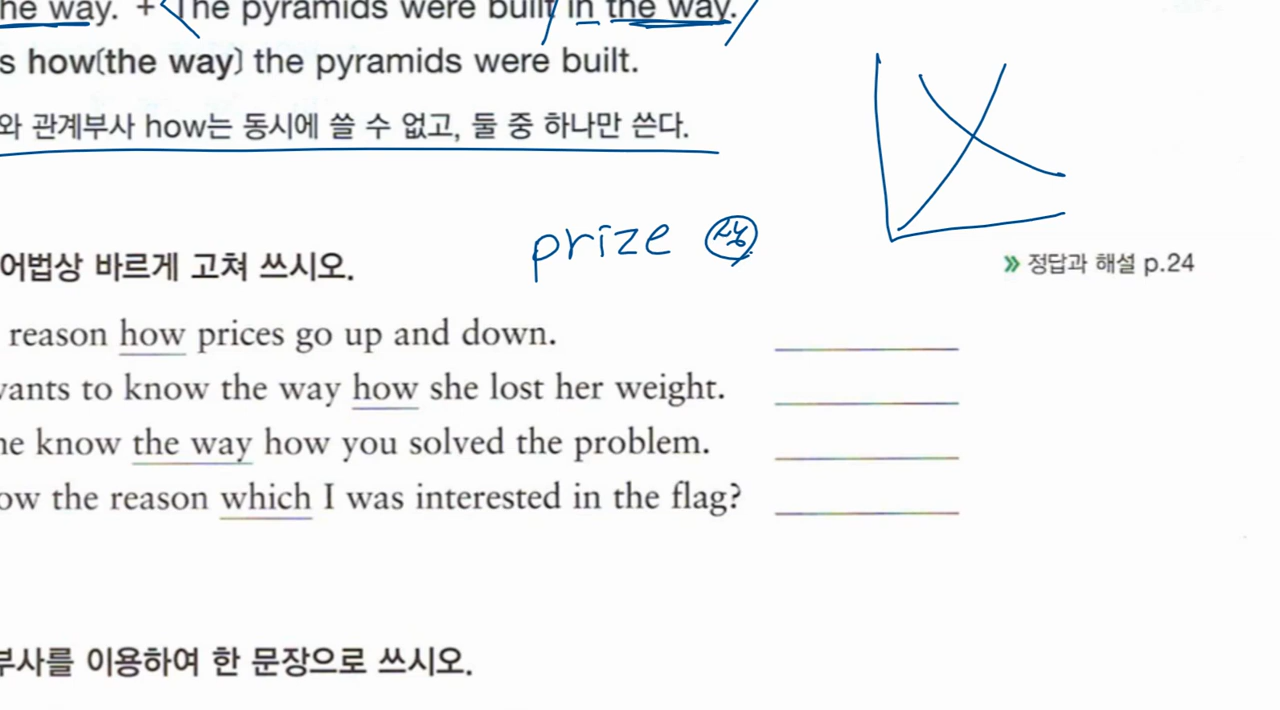 he way. + The pyramids were built in the way.
s how(the way) the pyramids were built.
와 관계부사 how는 동시에 쓸 수 없고, 둘 중 하나만 쓴다.
prize 상
어법상 바르게 고쳐 쓰시오.
» 정답과 해설 p.24
reason how prices go up and down.
wants to know the way how she lost her weight.
me know the way how you solved the problem.
ow the reason which I was interested in the flag?
부사를 이용하여 한 문장으로 쓰시오.